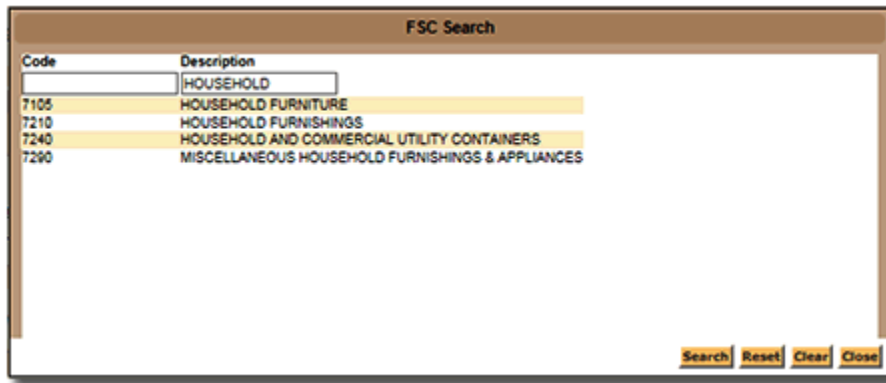 FSC Search
Code Description
HOUSEHOLD
7105 HOUSEHOLD FURNITURE
7210 HOUSEHOLD FURNISHINGS
7240 HOUSEHOLD AND COMMERCIAL UTILITY CONTAINERS
7290 MISCELLANEOUS HOUSEHOLD FURNISHINGS & APPLIANCES
Search Reset Clear Close